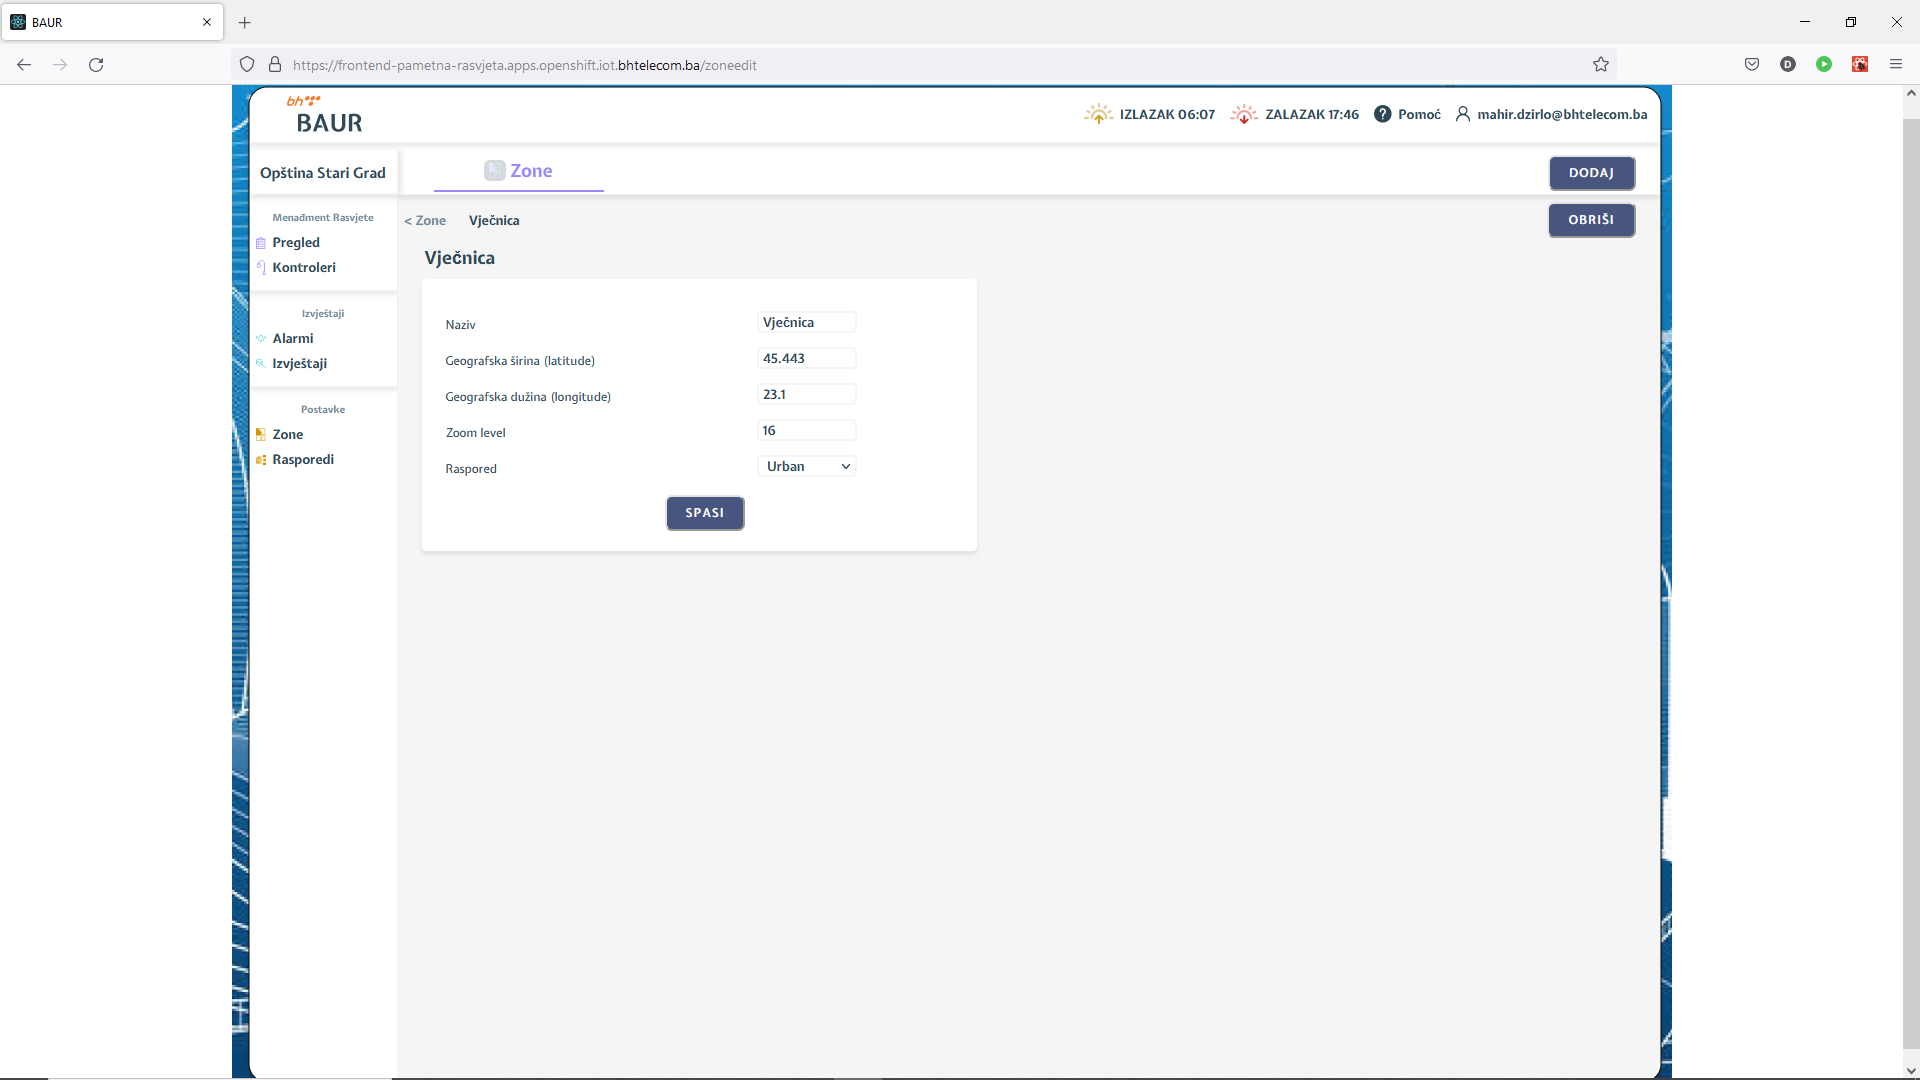 BAUR
https://frontend-pametna-rasvjeta.apps.openshift.iot.bhtelecom.ba/zoneedit
D
bh
BAUR
IZLAZAK 06:07
ZALAZAK 17:46
? Pomoć
mahir.dzirlo@bhtelecom.ba
Opština Stari Grad
Zone
DODAJ
Menađment Rasvjete
Pregled
Kontroleri
Izvještaji
Alarmi
Izvještaji
Postavke
Zone
Rasporedi
< Zone Vječnica
OBRIŠI
Vječnica
Naziv Vječnica
Geografska širina (latitude) 45.443
Geografska dužina (longitude) 23.1
Zoom level 16
Raspored Urban
SPASI